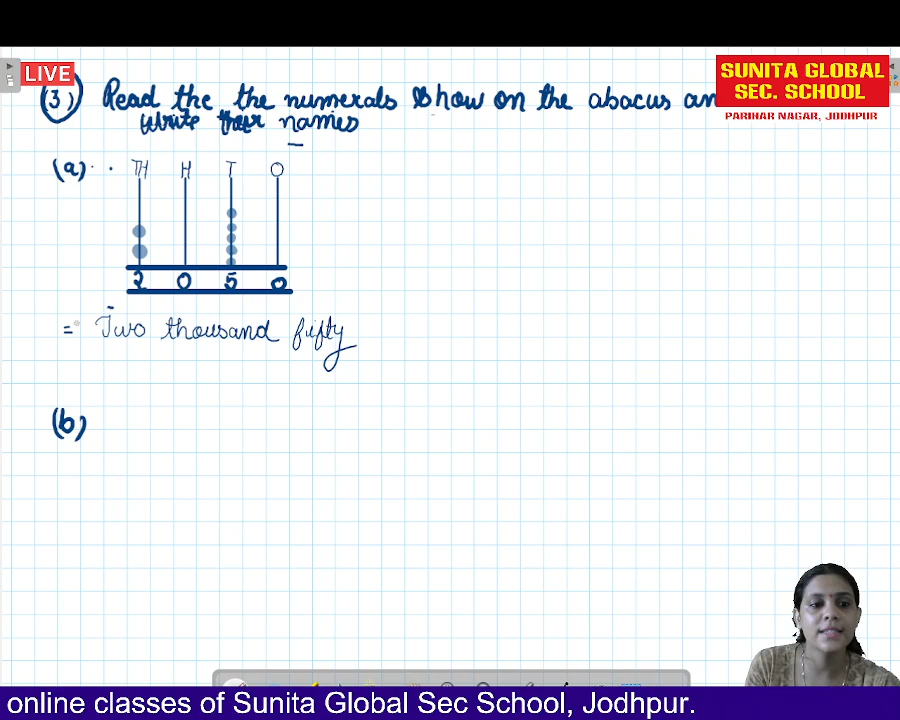 LIVE
SUNITA GLOBAL
SEC. SCHOOL
PARIHAR NAGAR, JODHPUR
(3) Read the the numerals show on the abacus an
write their names
(a) TH H T O
2 0 5 0
= Two thousand fifty
(b)
online classes of Sunita Global Sec School, Jodhpur.